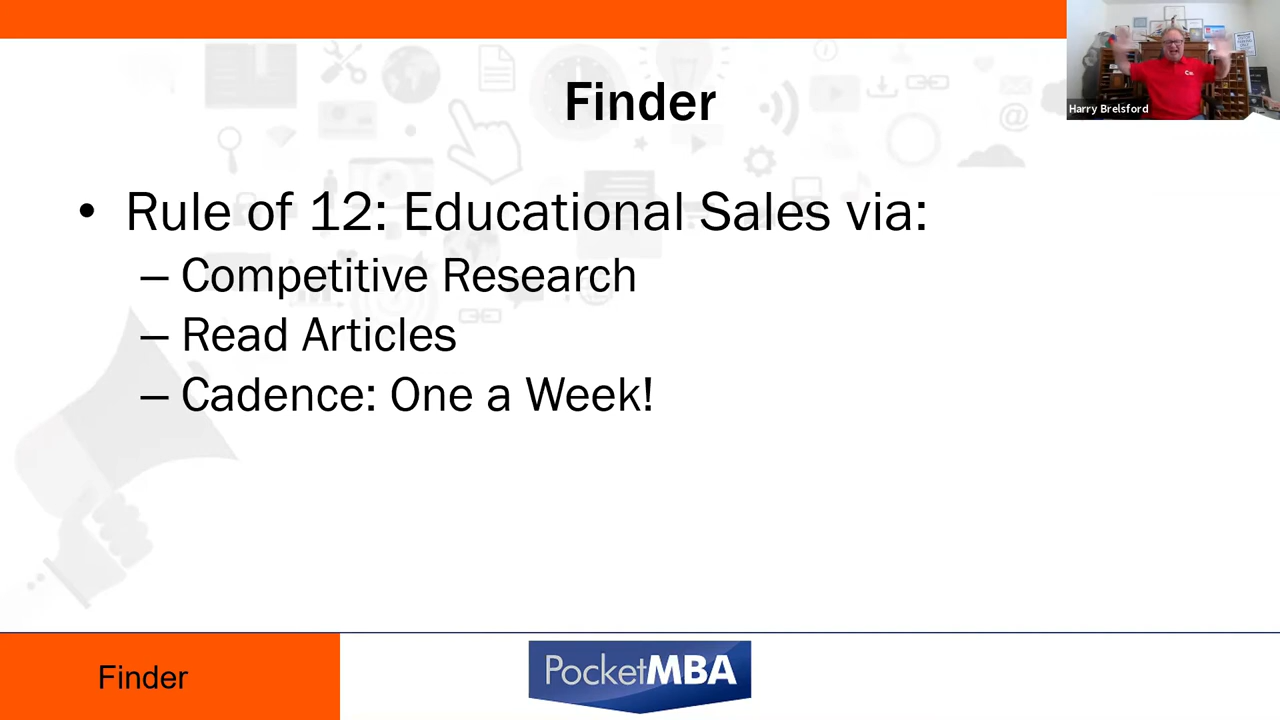 Finder
Harry Brelsford
• Rule of 12: Educational Sales via:
– Competitive Research
– Read Articles
– Cadence: One a Week!
Finder
PocketMBA